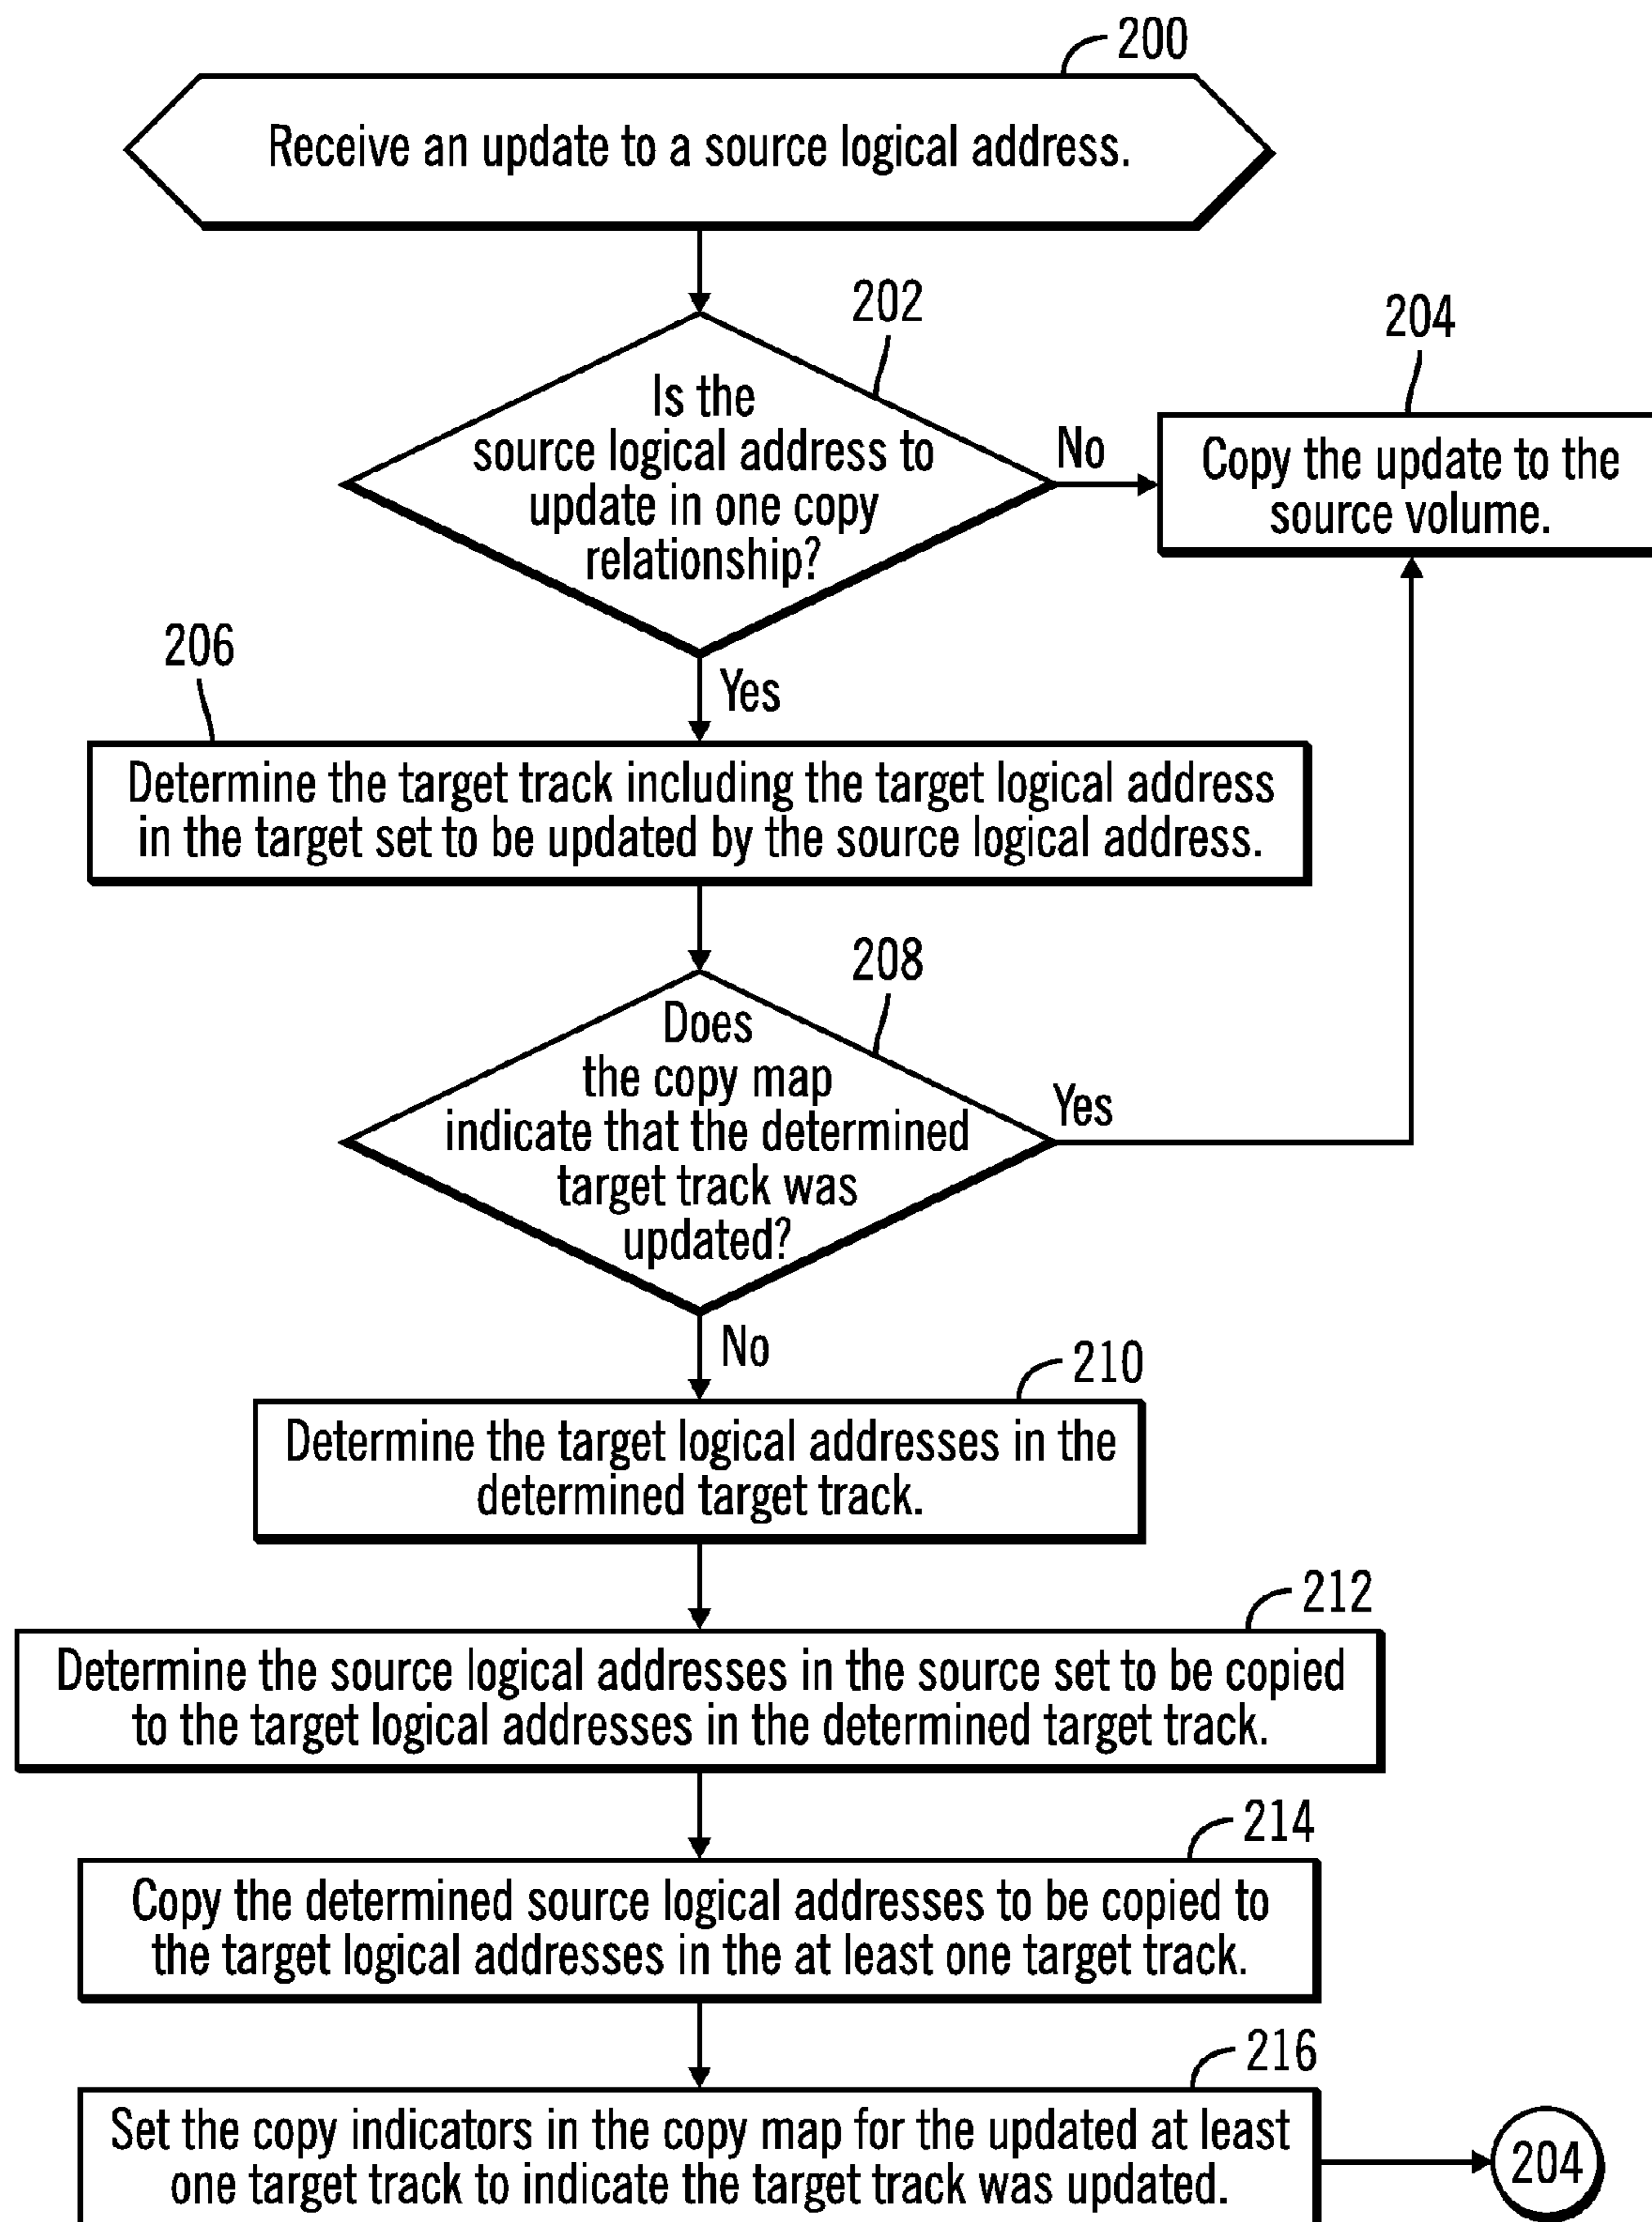 200
Receive an update to a source logical address.
202
Is the
source logical address to
update in one copy
relationship?
No
204
Copy the update to the
source volume.
Yes
206
Determine the target track including the target logical address
in the target set to be updated by the source logical address.
208
Does
the copy map
indicate that the determined
target track was
updated?
Yes
No
210
Determine the target logical addresses in the
determined target track.
212
Determine the source logical addresses in the source set to be copied
to the target logical addresses in the determined target track.
214
Copy the determined source logical addresses to be copied to
the target logical addresses in the at least one target track.
216
Set the copy indicators in the copy map for the updated at least
one target track to indicate the target track was updated.
204